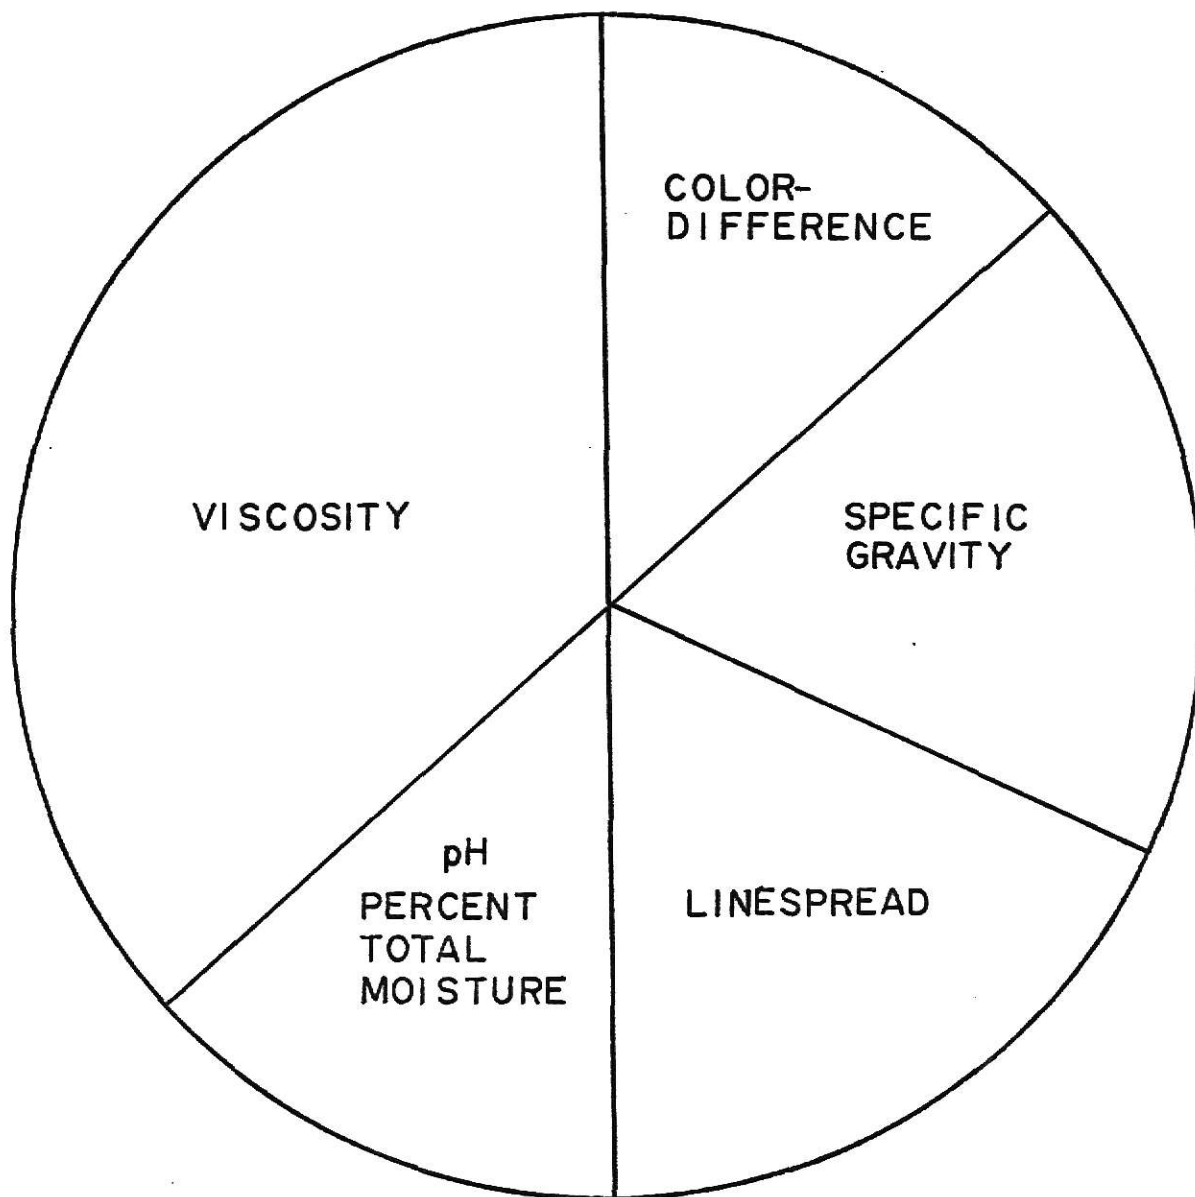 COLOR-
DIFFERENCE
SPECIFIC
GRAVITY
LINESPREAD
pH
PERCENT
TOTAL
MOISTURE
VISCOSITY